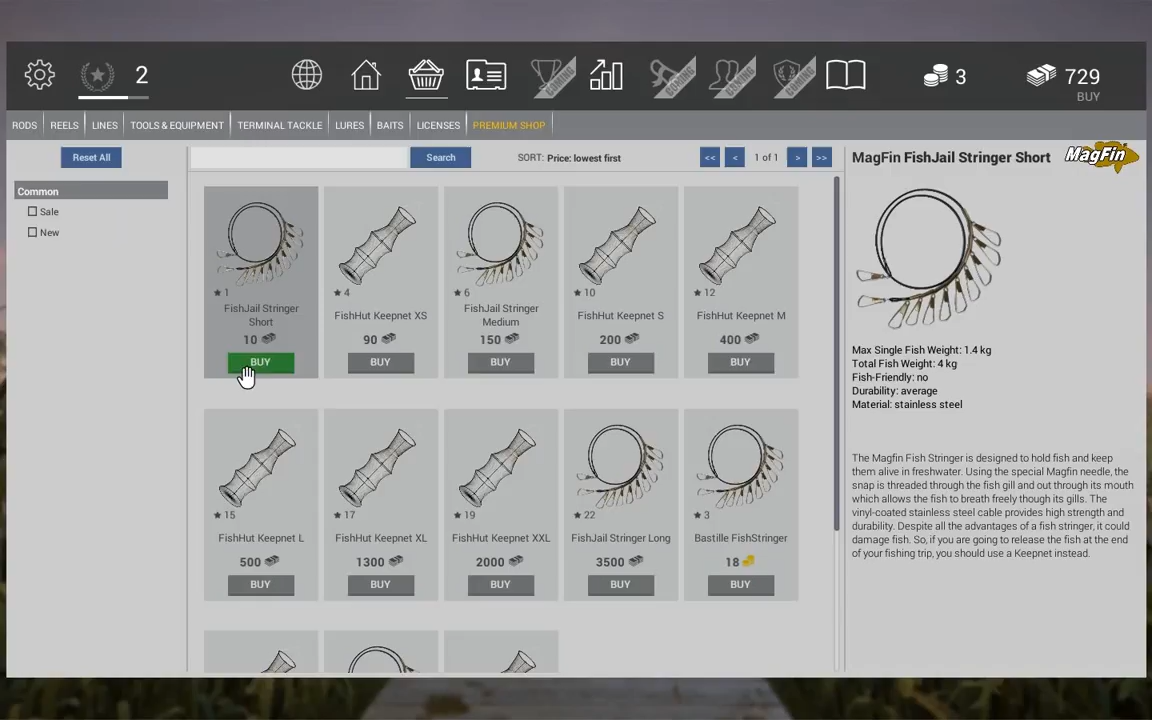 2
COMING
COMING
COMING
COMING
3
729
BUY
RODS
REELS
LINES
TOOLS & EQUIPMENT
TERMINAL TACKLE
LURES
BAITS
LICENSES
PREMIUM SHOP
Reset All
Search
SORT: Price: lowest first
<<
<
1 of 1
>
>>
MagFin FishJail Stringer Short
MagFin
Common
Sale
New
1
FishJail Stringer
Short
10
BUY
4
FishHut Keepnet XS
90
BUY
6
FishJail Stringer
Medium
150
BUY
10
FishHut Keepnet S
200
BUY
12
FishHut Keepnet M
400
BUY
15
FishHut Keepnet L
500
BUY
17
FishHut Keepnet XL
1300
BUY
19
FishHut Keepnet XXL
2000
BUY
22
FishJail Stringer Long
3500
BUY
3
Bastille FishStringer
18
BUY
Max Single Fish Weight: 1.4 kg
Total Fish Weight: 4 kg
Fish-Friendly: no
Durability: average
Material: stainless steel
The Magfin Fish Stringer is designed to hold fish and keep
them alive in freshwater. Using the special Magfin needle, the
snap is threaded through the fish gill and out through its mouth
which allows the fish to breath freely though its gills. The
vinyl-coated stainless steel cable provides high strength and
durability. Despite all the advantages of a fish stringer, it could
damage fish. So, if you are going to release the fish at the end
of your fishing trip, you should use a Keepnet instead.